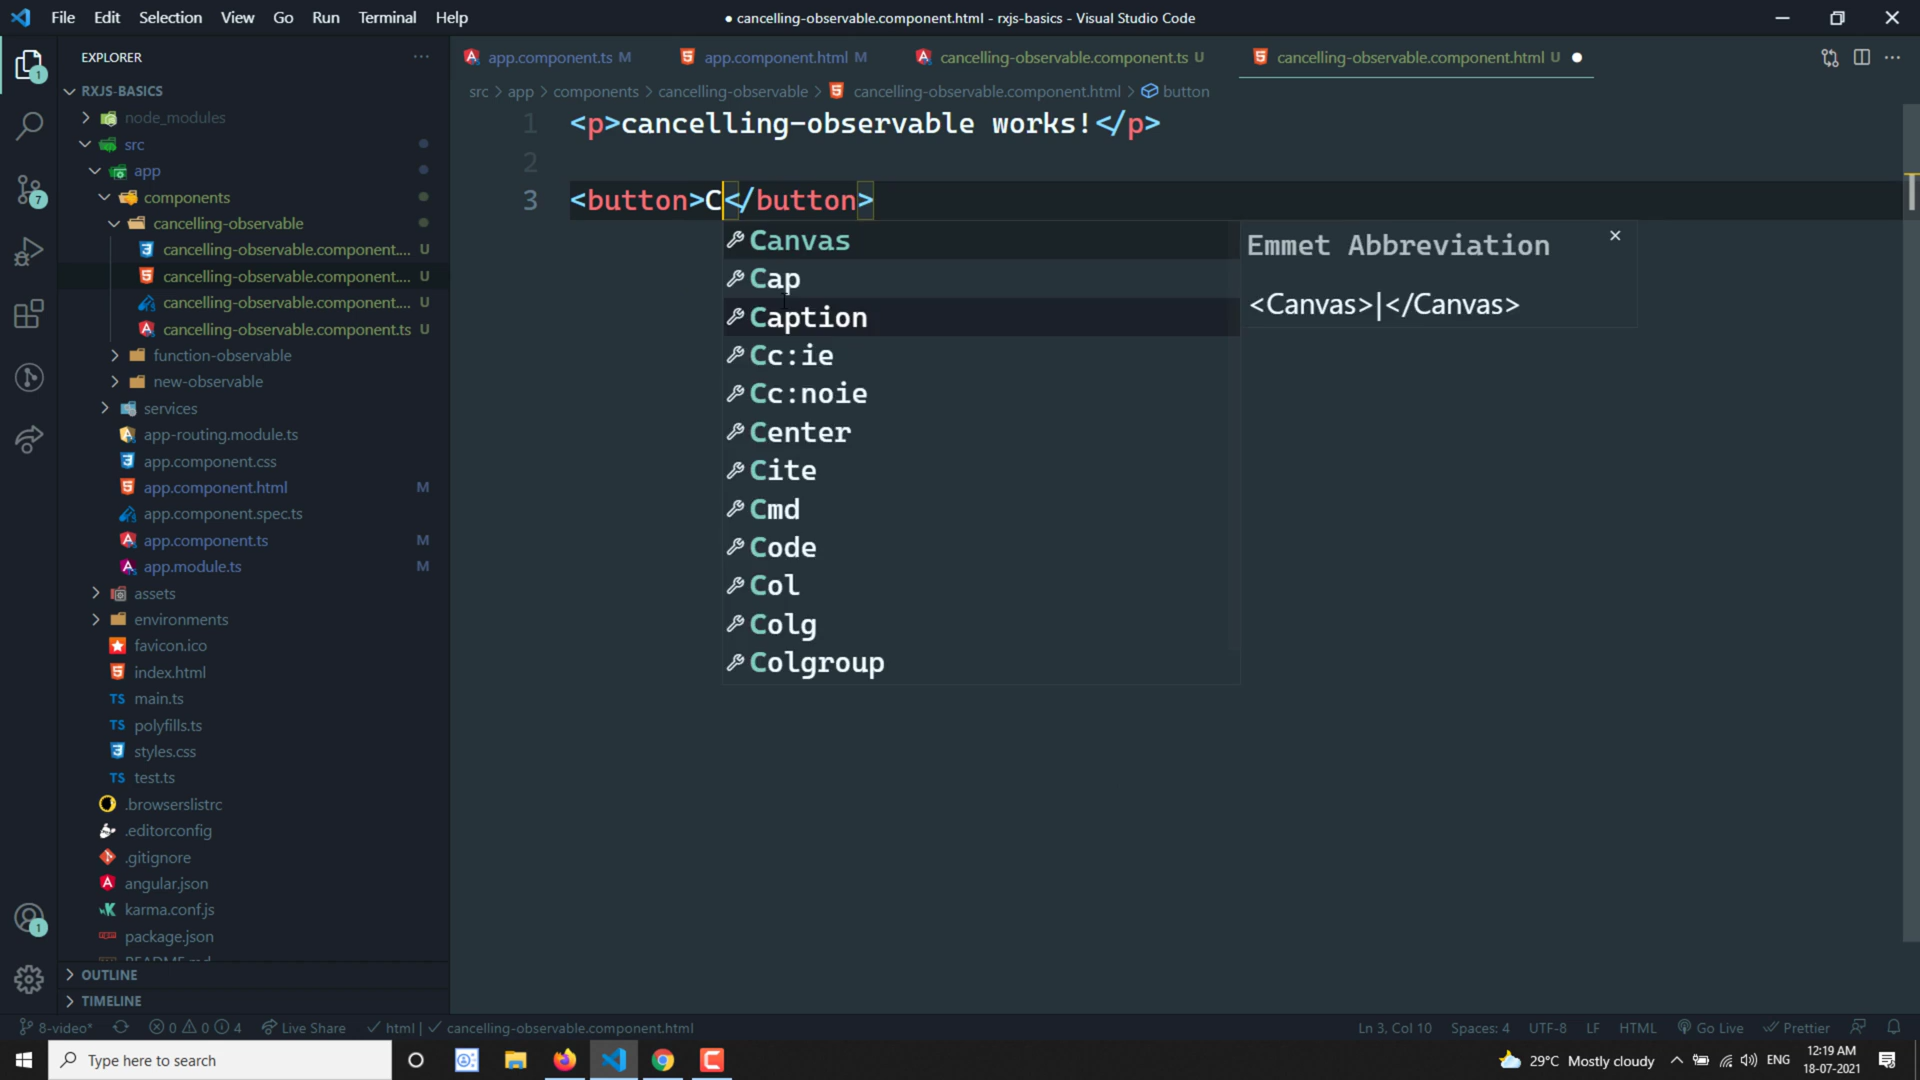 File Edit Selection View Go Run Terminal Help
● cancelling-observable.component.html - rxjs-basics - Visual Studio Code
EXPLORER
RXJS-BASICS
node_modules
src
app
components
cancelling-observable
cancelling-observable.component.... U
cancelling-observable.component.... U
cancelling-observable.component.... U
cancelling-observable.component.ts U
function-observable
new-observable
services
app-routing.module.ts
app.component.css
app.component.html M
app.component.spec.ts
app.component.ts M
app.module.ts M
assets
environments
favicon.ico
index.html
main.ts
polyfills.ts
styles.css
test.ts
.browserslistrc
.editorconfig
.gitignore
angular.json
karma.conf.js
package.json
OUTLINE
TIMELINE
app.component.ts M app.component.html M cancelling-observable.component.ts U cancelling-observable.component.html U
src > app > components > cancelling-observable > cancelling-observable.component.html > button
1 <p>cancelling-observable works!</p>
2
3 <button>C</button>
Canvas
Cap
Caption
Cc:ie
Cc:noie
Center
Cite
Cmd
Code
Col
Colg
Colgroup
Emmet Abbreviation
<Canvas>|</Canvas>
1
7
1
8-video* 0 0 4 Live Share html | cancelling-observable.component.html
Ln 3, Col 10 Spaces: 4 UTF-8 LF HTML Go Live Prettier
Type here to search
29°C Mostly cloudy ENG
12:19 AM
18-07-2021